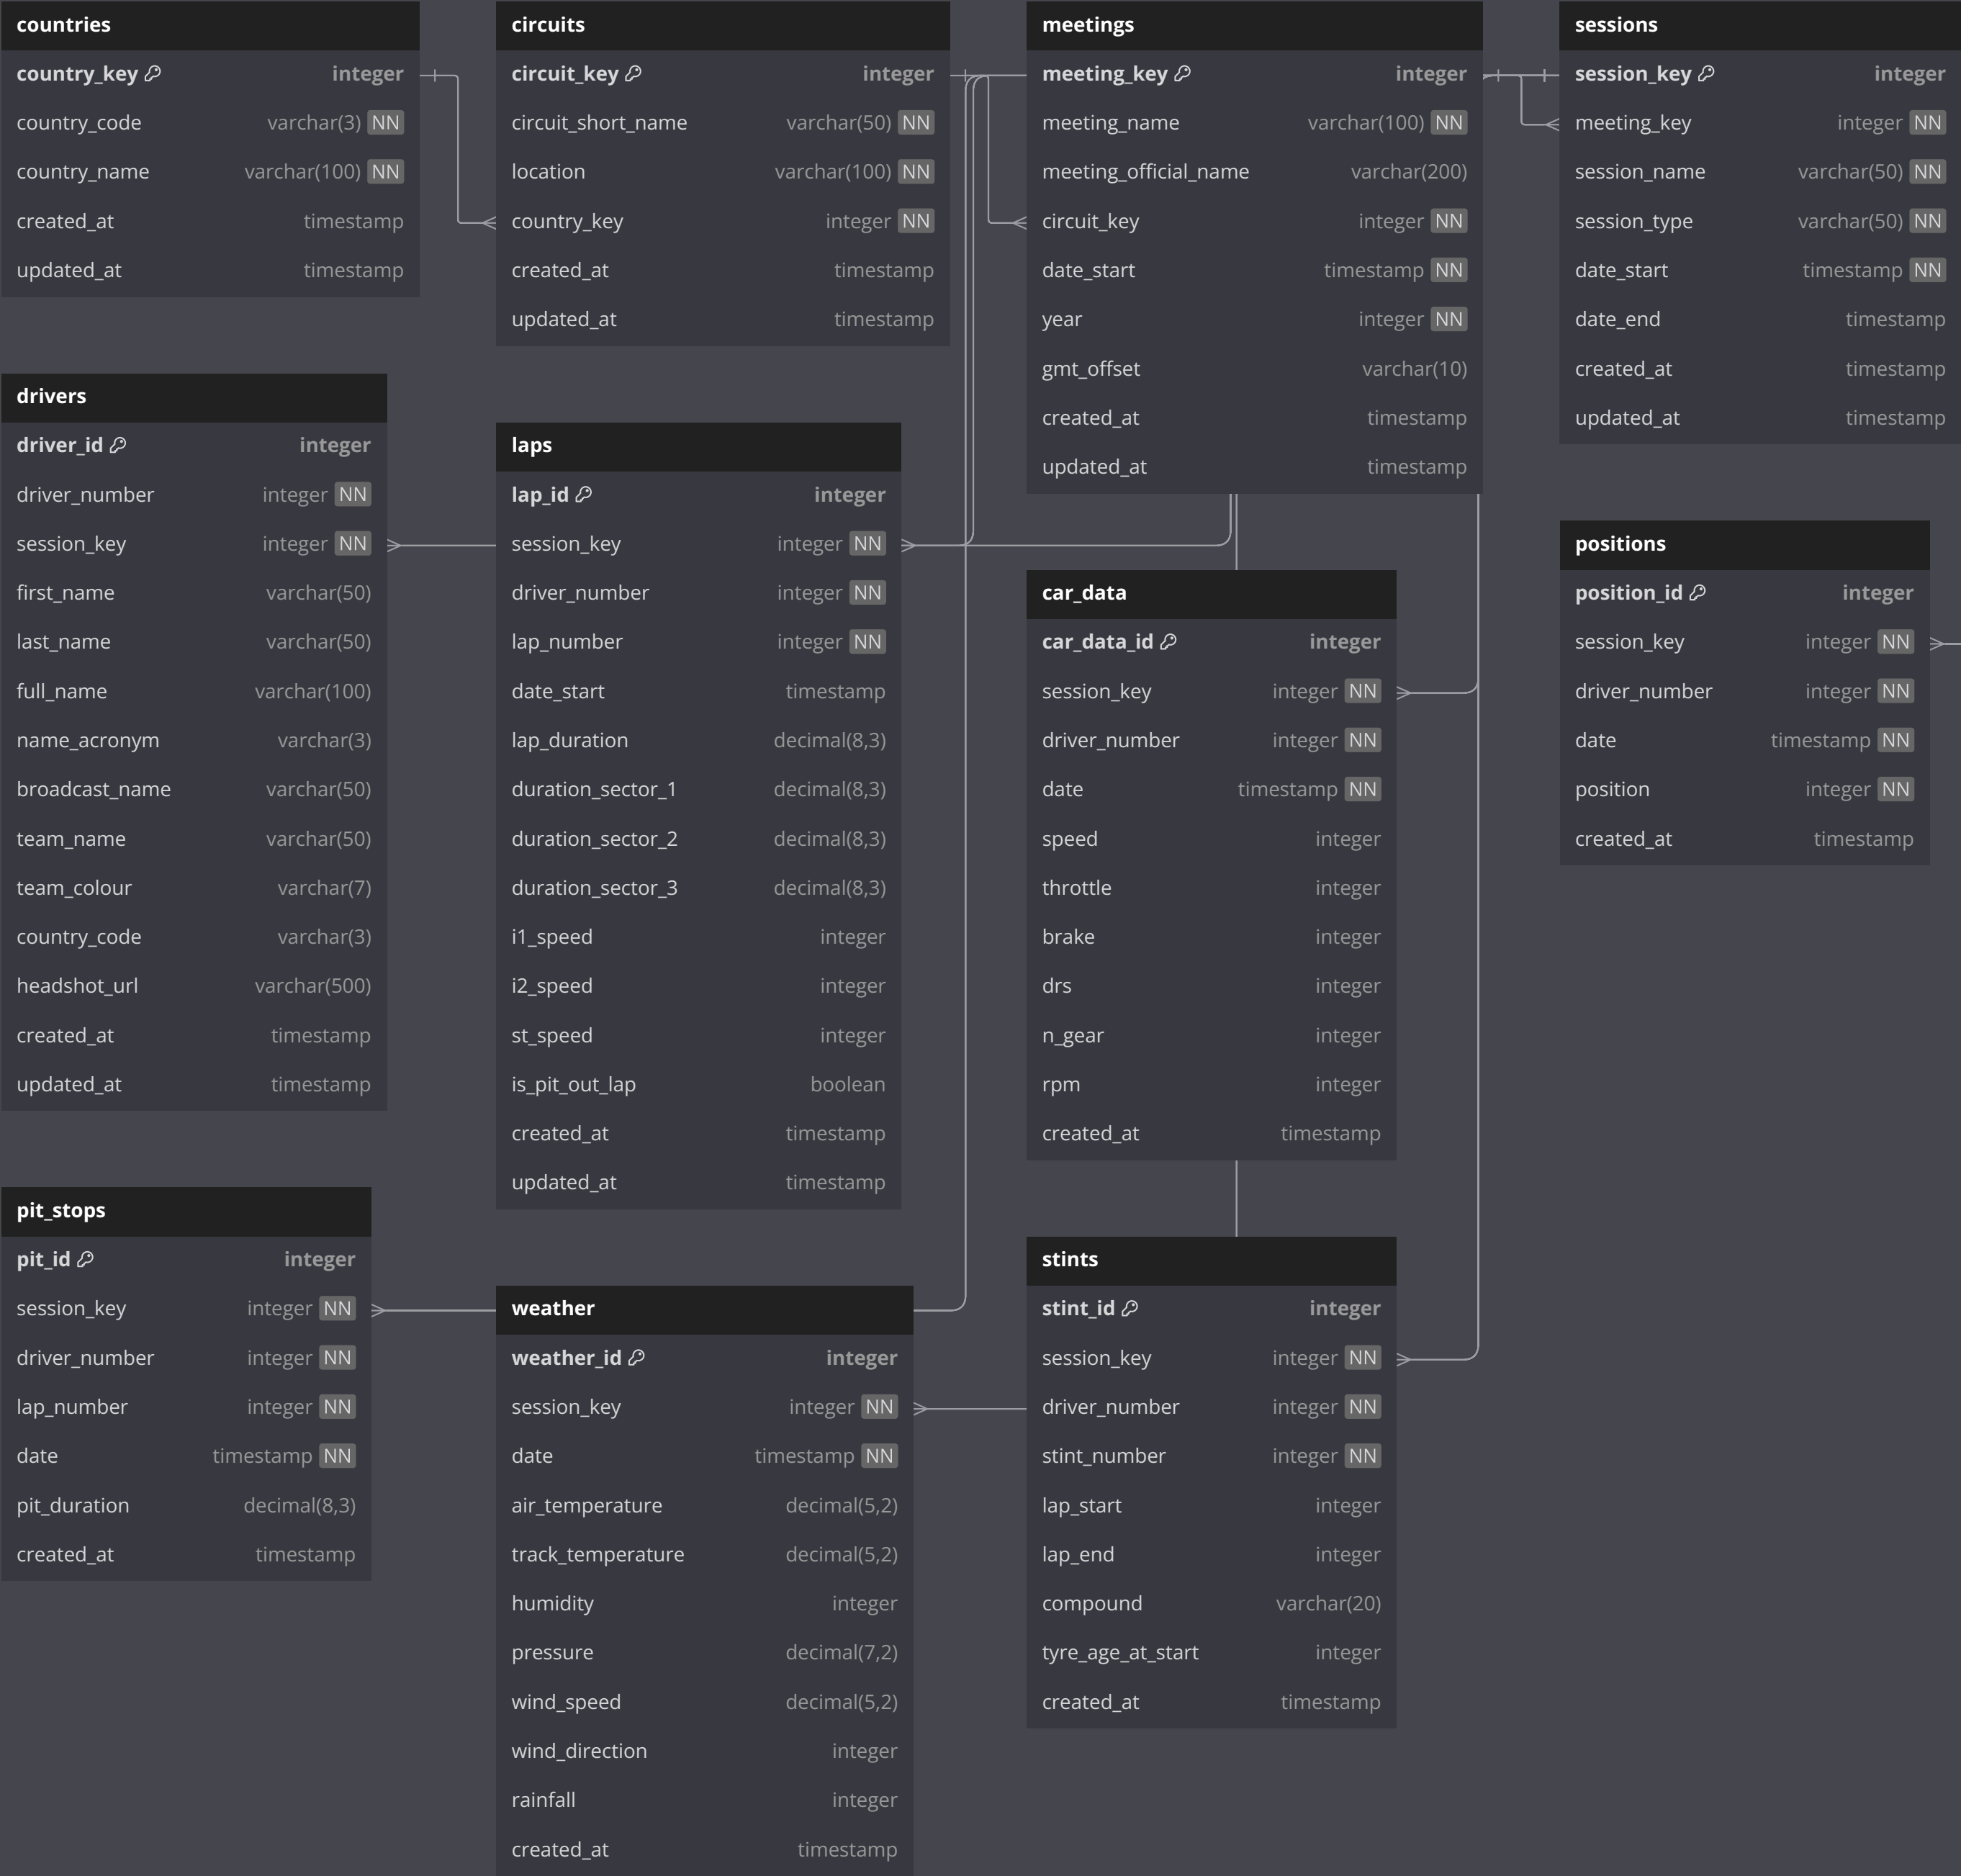 countries
country_key integer
country_code varchar(3) NN
country_name varchar(100) NN
created_at timestamp
updated_at timestamp
circuits
circuit_key integer
circuit_short_name varchar(50) NN
location varchar(100) NN
country_key integer NN
created_at timestamp
updated_at timestamp
meetings
meeting_key integer
meeting_name varchar(100) NN
meeting_official_name varchar(200)
circuit_key integer NN
date_start timestamp NN
year integer NN
gmt_offset varchar(10)
created_at timestamp
updated_at timestamp
sessions
session_key integer
meeting_key integer NN
session_name varchar(50) NN
session_type varchar(50) NN
date_start timestamp NN
date_end timestamp
created_at timestamp
updated_at timestamp
drivers
driver_id integer
driver_number integer NN
session_key integer NN
first_name varchar(50)
last_name varchar(50)
full_name varchar(100)
name_acronym varchar(3)
broadcast_name varchar(50)
team_name varchar(50)
team_colour varchar(7)
country_code varchar(3)
headshot_url varchar(500)
created_at timestamp
updated_at timestamp
laps
lap_id integer
session_key integer NN
driver_number integer NN
lap_number integer NN
date_start timestamp
lap_duration decimal(8,3)
duration_sector_1 decimal(8,3)
duration_sector_2 decimal(8,3)
duration_sector_3 decimal(8,3)
i1_speed integer
i2_speed integer
st_speed integer
is_pit_out_lap boolean
created_at timestamp
updated_at timestamp
car_data
car_data_id integer
session_key integer NN
driver_number integer NN
date timestamp NN
speed integer
throttle integer
brake integer
drs integer
n_gear integer
rpm integer
created_at timestamp
positions
position_id integer
session_key integer NN
driver_number integer NN
date timestamp NN
position integer NN
created_at timestamp
pit_stops
pit_id integer
session_key integer NN
driver_number integer NN
lap_number integer NN
date timestamp NN
pit_duration decimal(8,3)
created_at timestamp
weather
weather_id integer
session_key integer NN
date timestamp NN
air_temperature decimal(5,2)
track_temperature decimal(5,2)
humidity integer
pressure decimal(7,2)
wind_speed decimal(5,2)
wind_direction integer
rainfall integer
created_at timestamp
stints
stint_id integer
session_key integer NN
driver_number integer NN
stint_number integer NN
lap_start integer
lap_end integer
compound varchar(20)
tyre_age_at_start integer
created_at timestamp